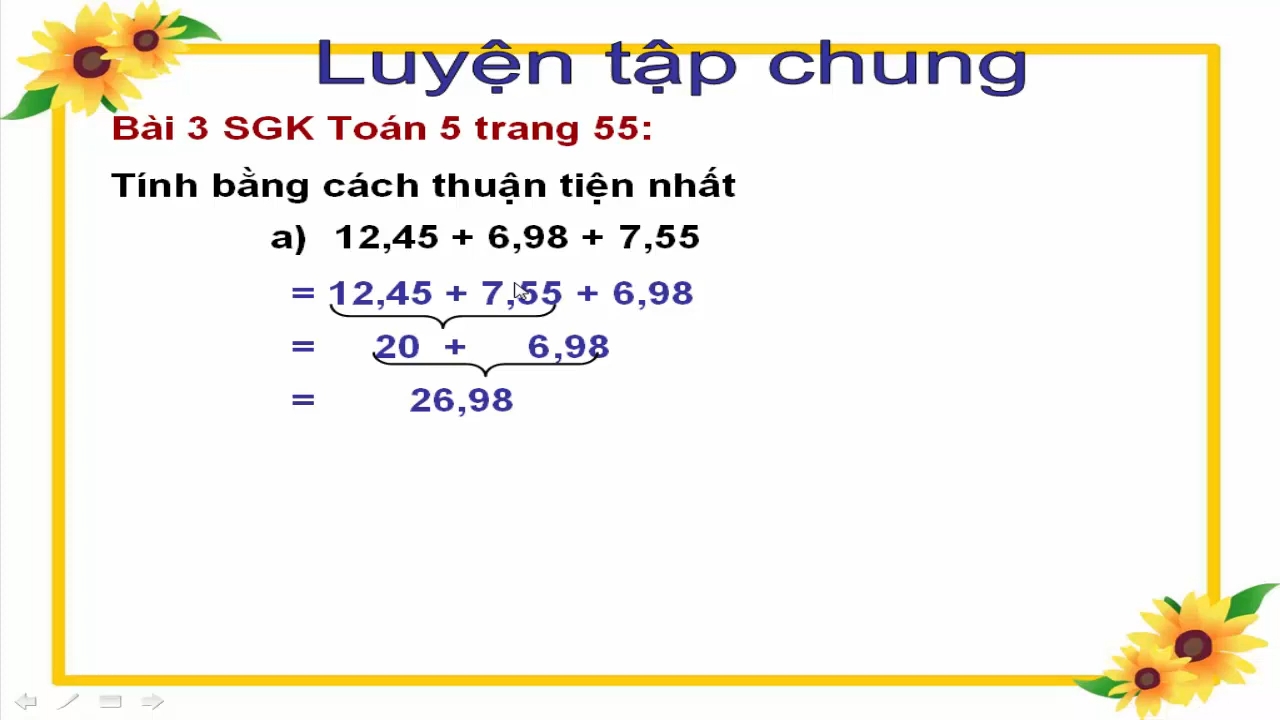 Luyện tập chung
Bài 3 SGK Toán 5 trang 55:
Tính bằng cách thuận tiện nhất
a) 12,45 + 6,98 + 7,55
= 12,45 + 7,55 + 6,98
= 20 + 6,98
= 26,98